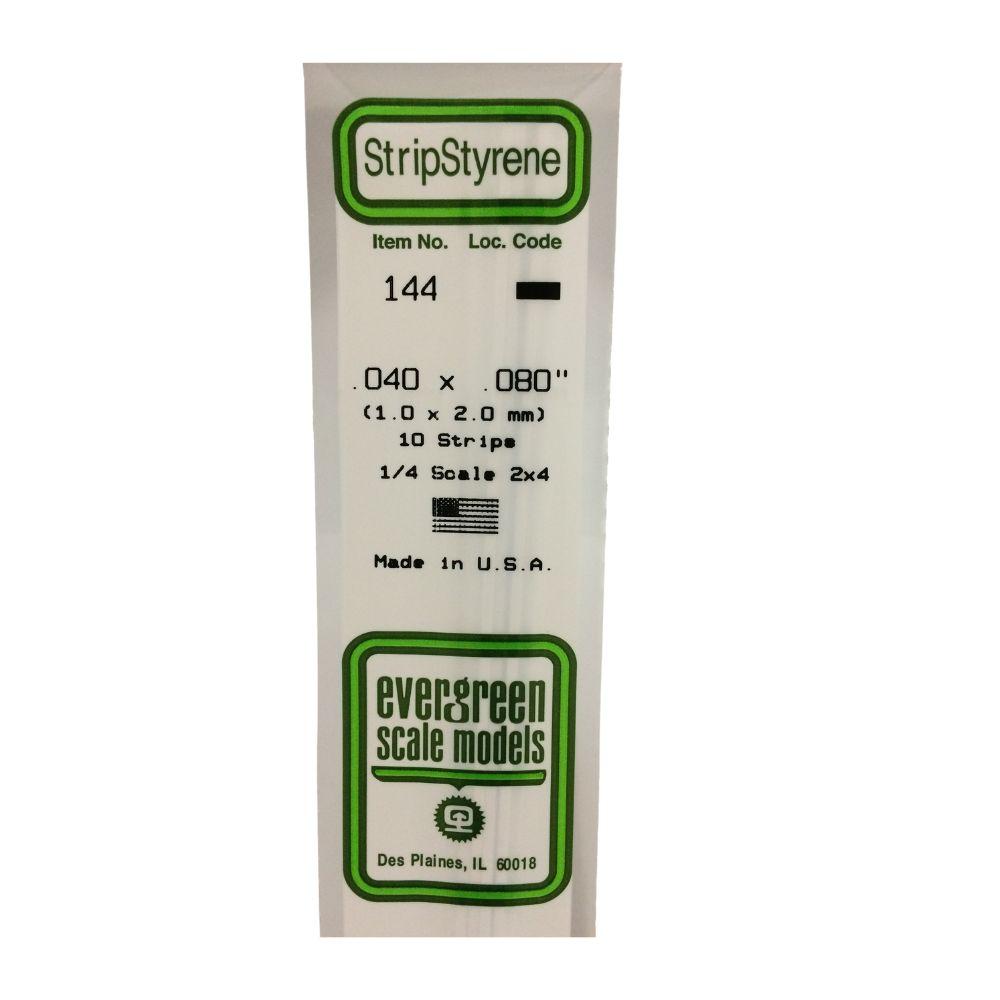 StripStyrene
Item No. Loc. Code
144
.040 x .080"
(1.0 x 2.0 mm)
10 Strips
1/4 Scale 2x4
Made in U.S.A.
evergreen
scale models
Des Plaines, IL 60018